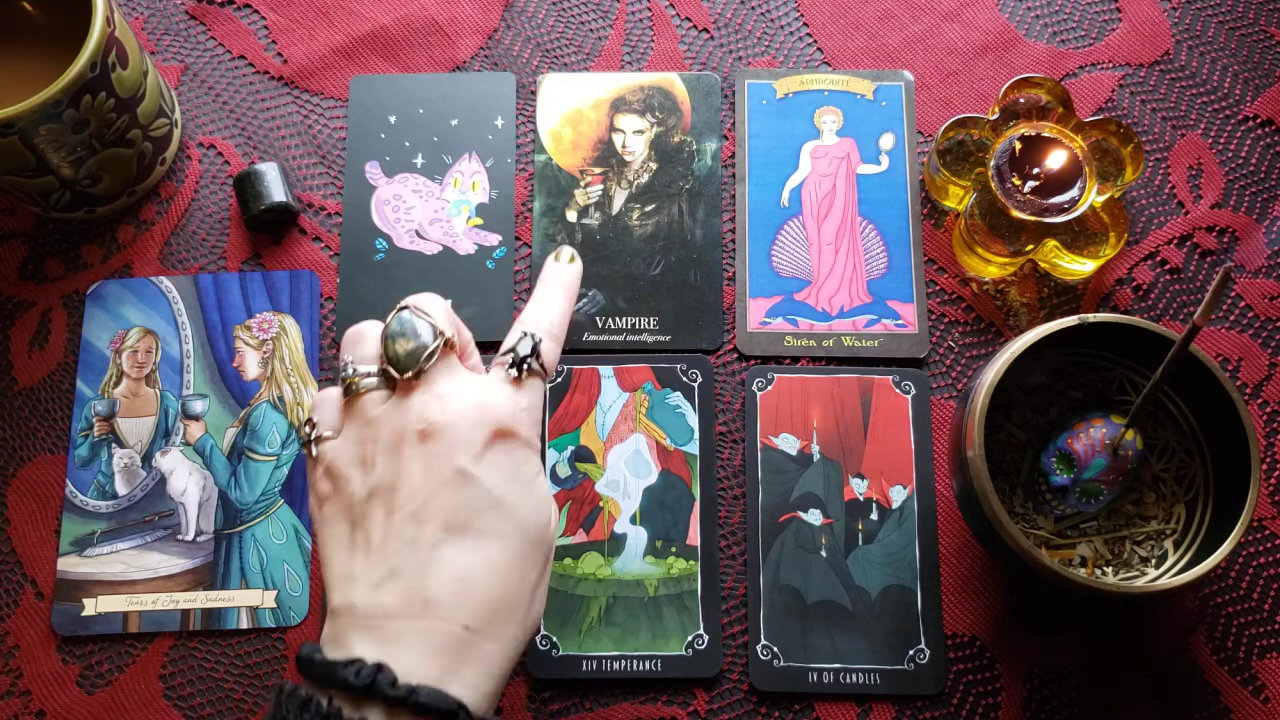 APHRODITE
VAMPIRE
Emotional intelligence
Siren of Water
Tears of Joy and Sadness
XIV TEMPERANCE
IV OF CANDLES